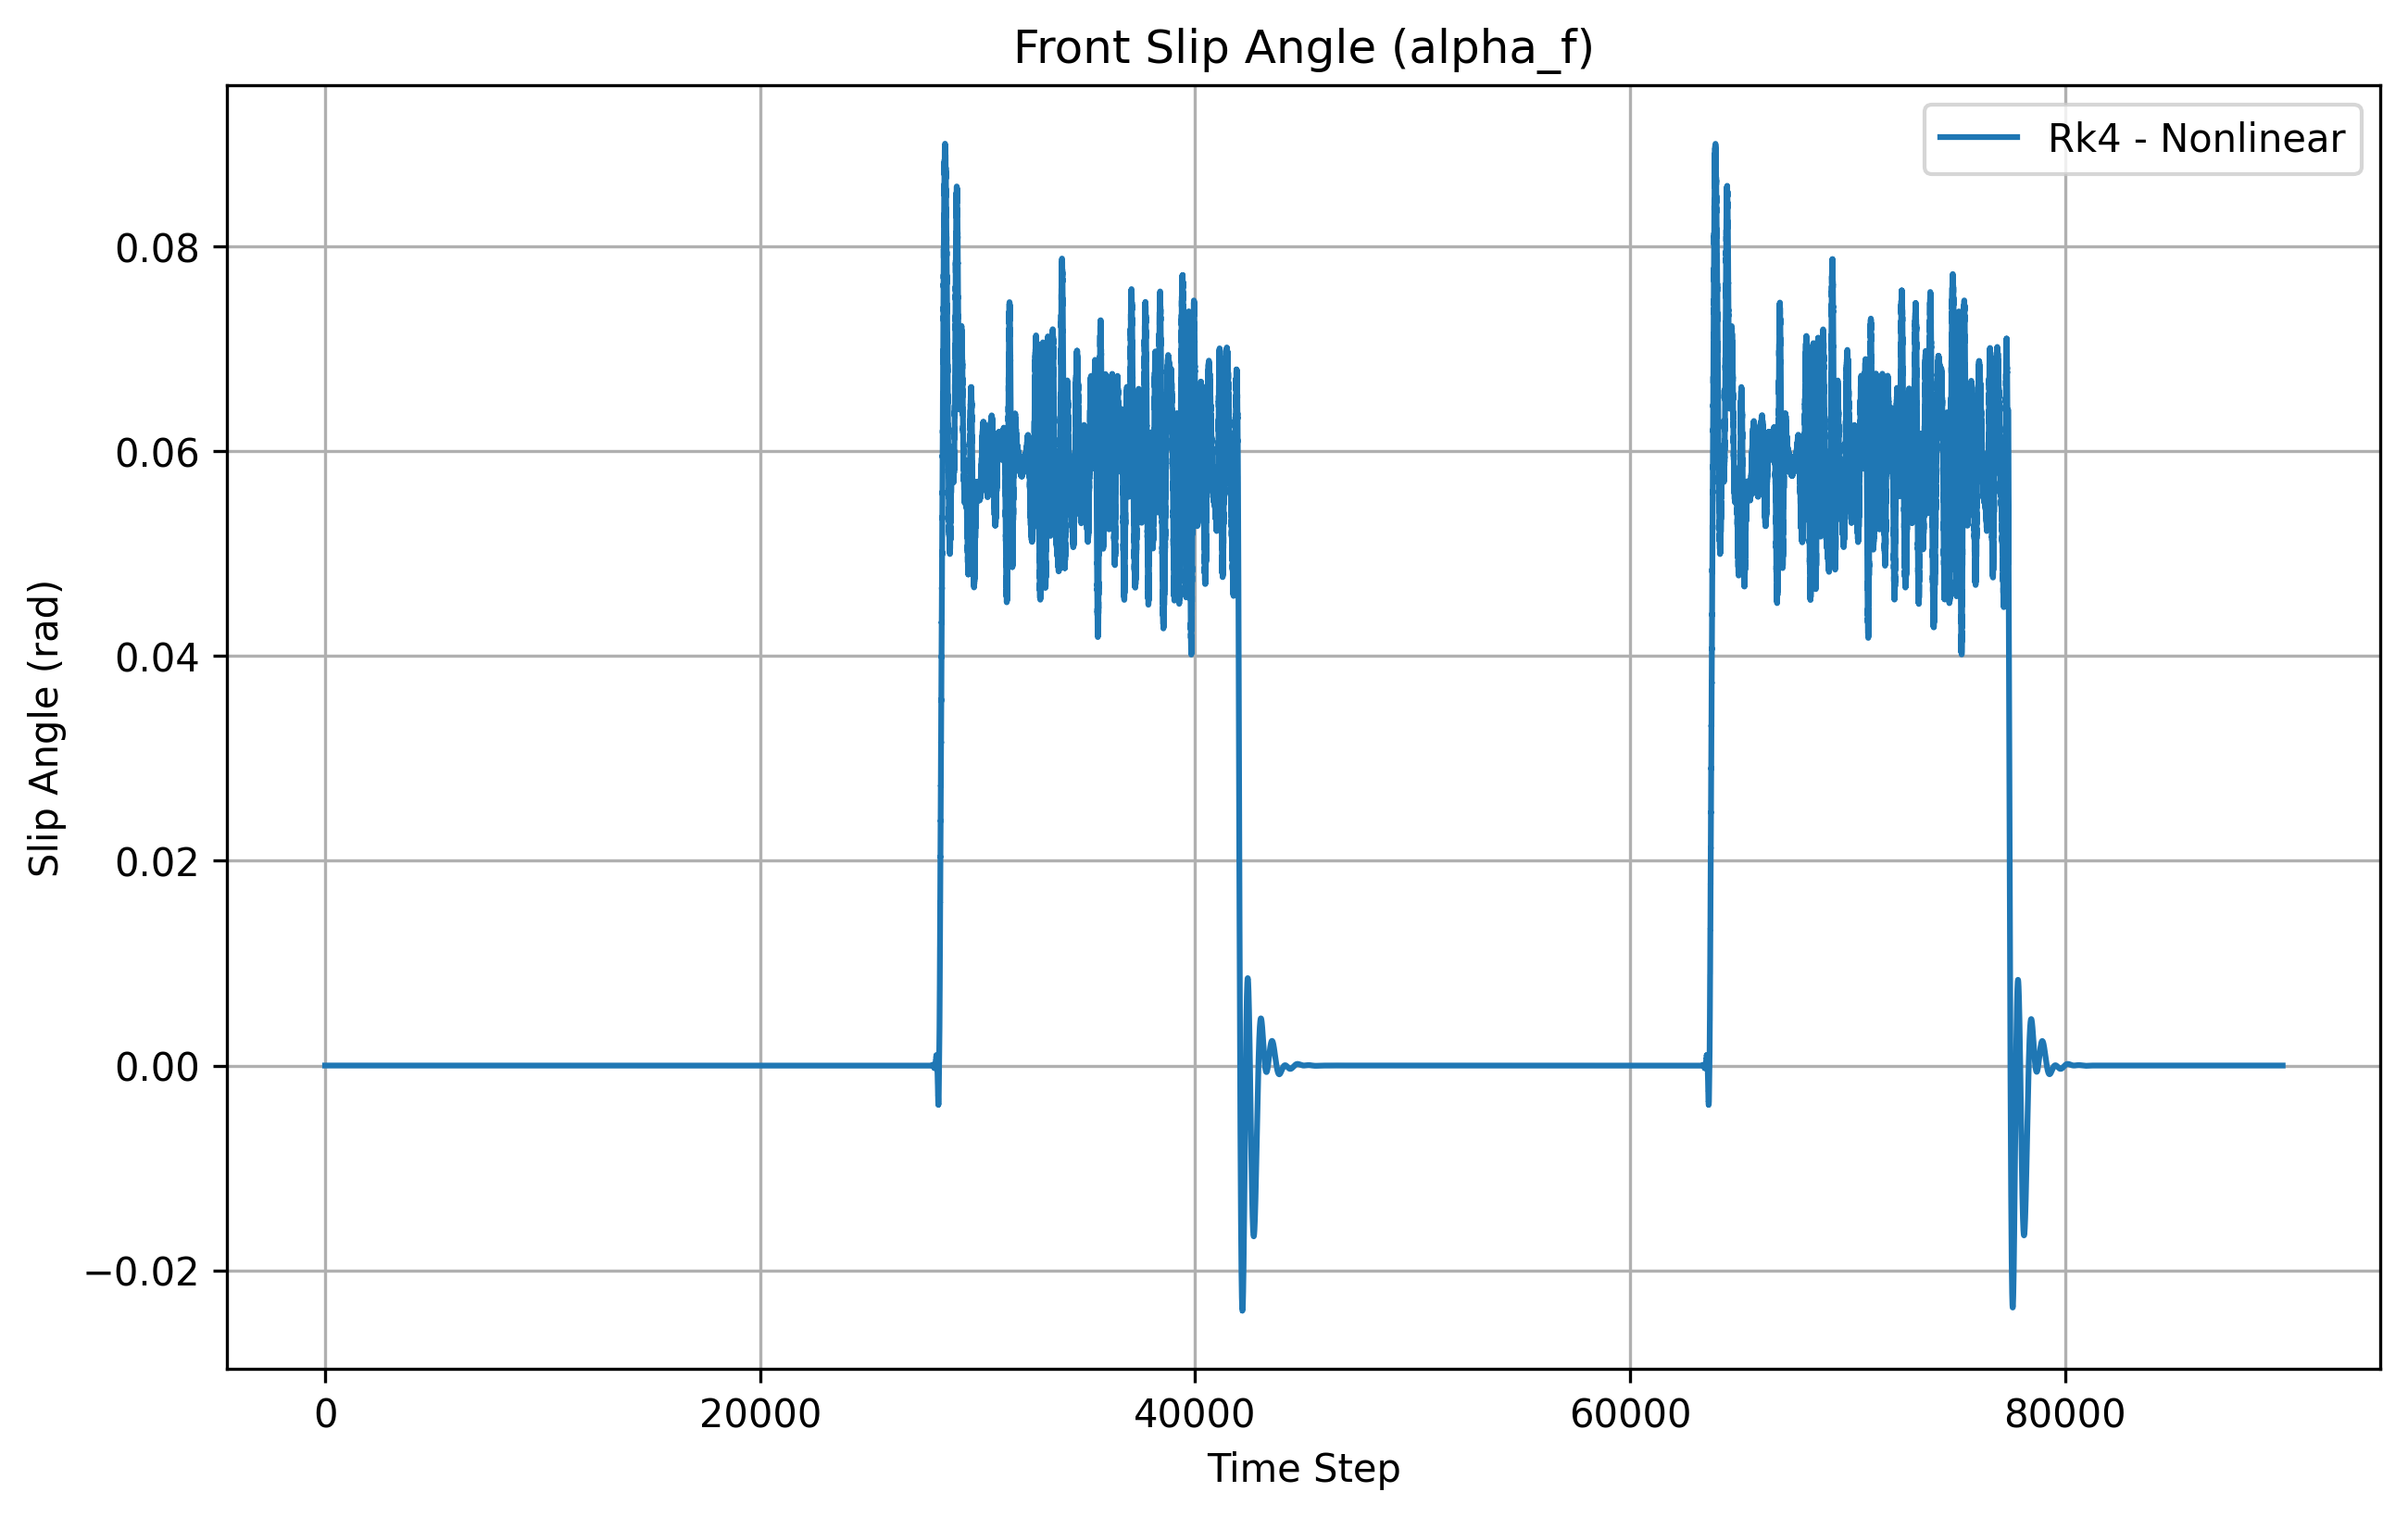 Front Slip Angle (alpha_f)
Rk4 - Nonlinear
Slip Angle (rad)
0.08
0.06
0.04
0.02
0.00
−0.02
0 20000 40000 60000 80000
Time Step